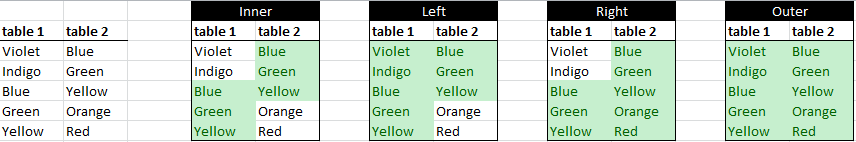 Inner Left Right Outer
table 1 table 2 table 1 table 2 table 1 table 2 table 1 table 2 table 1 table 2
Violet Blue Violet Blue Violet Blue Violet Blue Violet Blue
Indigo Green Indigo Green Indigo Green Indigo Green Indigo Green
Blue Yellow Blue Yellow Blue Yellow Blue Yellow Blue Yellow
Green Orange Green Orange Green Orange Green Orange Green Orange
Yellow Red Yellow Red Yellow Red Yellow Red Yellow Red